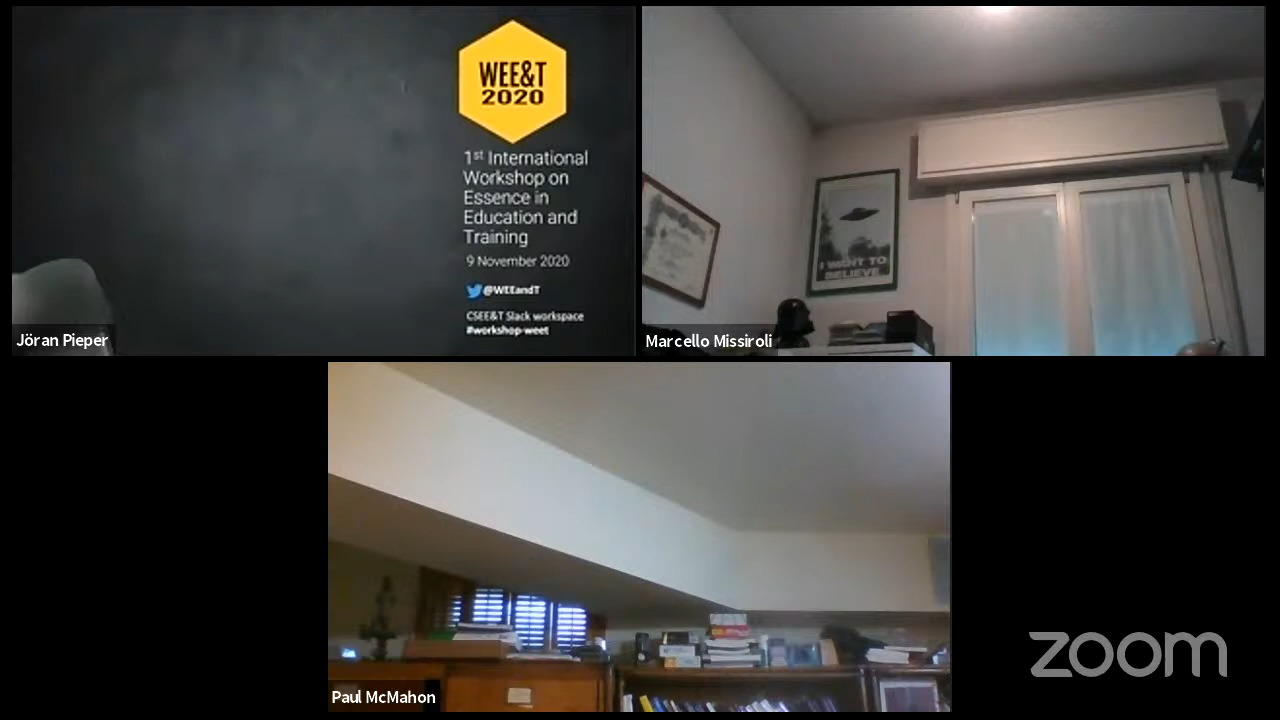 WEE&T
2020
1st International
Workshop on
Essence in
Education and
Training
9 November 2020
@WEEandT
CSEE&T Slack workspace
#workshop-weet
Jöran Pieper
I WANT TO
BELIEVE
Marcello Missiroli
Paul McMahon
zoom